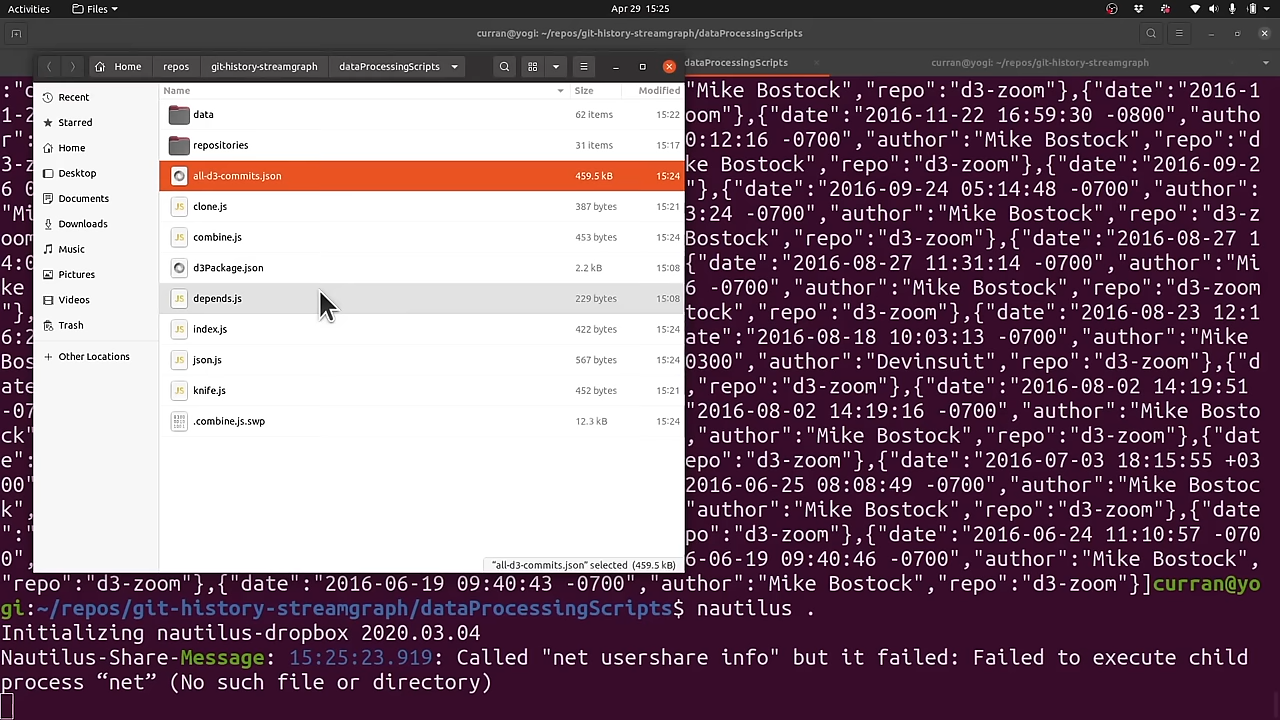 Activities
Files
Apr 29 15:25
curran@yogi: ~/repos/git-history-streamgraph/dataProcessingScripts
Home
repos
git-history-streamgraph
dataProcessingScripts
dataProcessingScripts
curran@yogi: ~/repos/git-history-streamgraph
Name
Size
Modified
Recent
Starred
Home
Desktop
Documents
Downloads
Music
Pictures
Videos
Trash
Other Locations
data 62 items 15:22
repositories 31 items 15:17
all-d3-commits.json 459.5 kB 15:24
clone.js 387 bytes 15:21
combine.js 453 bytes 15:24
d3Package.json 2.2 kB 15:08
depends.js 229 bytes 15:08
index.js 422 bytes 15:24
json.js 567 bytes 15:24
knife.js 452 bytes 15:21
.combine.js.swp 12.3 kB 15:24
"all-d3-commits.json" selected (459.5 kB)
"Mike Bostock","repo":"d3-zoom"},{"date":"2016-1
oom"},{"date":"2016-11-22 16:59:30 -0800","autho
0:12:16 -0700","author":"Mike Bostock","repo":"d
ke Bostock","repo":"d3-zoom"},{"date":"2016-09-2
"},{"date":"2016-09-24 05:14:48 -0700","author":
3:24 -0700","author":"Mike Bostock","repo":"d3-z
Bostock","repo":"d3-zoom"},{"date":"2016-08-27 1
{"date":"2016-08-27 11:31:14 -0700","author":"Mi
6 -0700","author":"Mike Bostock","repo":"d3-zoom
tock","repo":"d3-zoom"},{"date":"2016-08-23 12:1
ate":"2016-08-18 10:03:13 -0700","author":"Mike
0300","author":"Devinsuit","repo":"d3-zoom"},{"d
,"repo":"d3-zoom"},{"date":"2016-08-02 14:19:51
2016-08-02 14:19:16 -0700","author":"Mike Bosto
,"author":"Mike Bostock","repo":"d3-zoom"},{"dat
epo":"d3-zoom"},{"date":"2016-07-03 18:15:55 +03
2016-06-25 08:08:49 -0700","author":"Mike Bostoc
"author":"Mike Bostock","repo":"d3-zoom"},{"date
o":"d3-zoom"},{"date":"2016-06-24 11:10:57 -070
6-06-19 09:40:46 -0700","author":"Mike Bostock",
"repo":"d3-zoom"},{"date":"2016-06-19 09:40:43 -0700","author":"Mike Bostock","repo":"d3-zoom"}]curran@yo
gi:~/repos/git-history-streamgraph/dataProcessingScripts$ nautilus .
Initializing nautilus-dropbox 2020.03.04
Nautilus-Share-Message: 15:25:23.919: Called "net usershare info" but it failed: Failed to execute child
process “net” (No such file or directory)